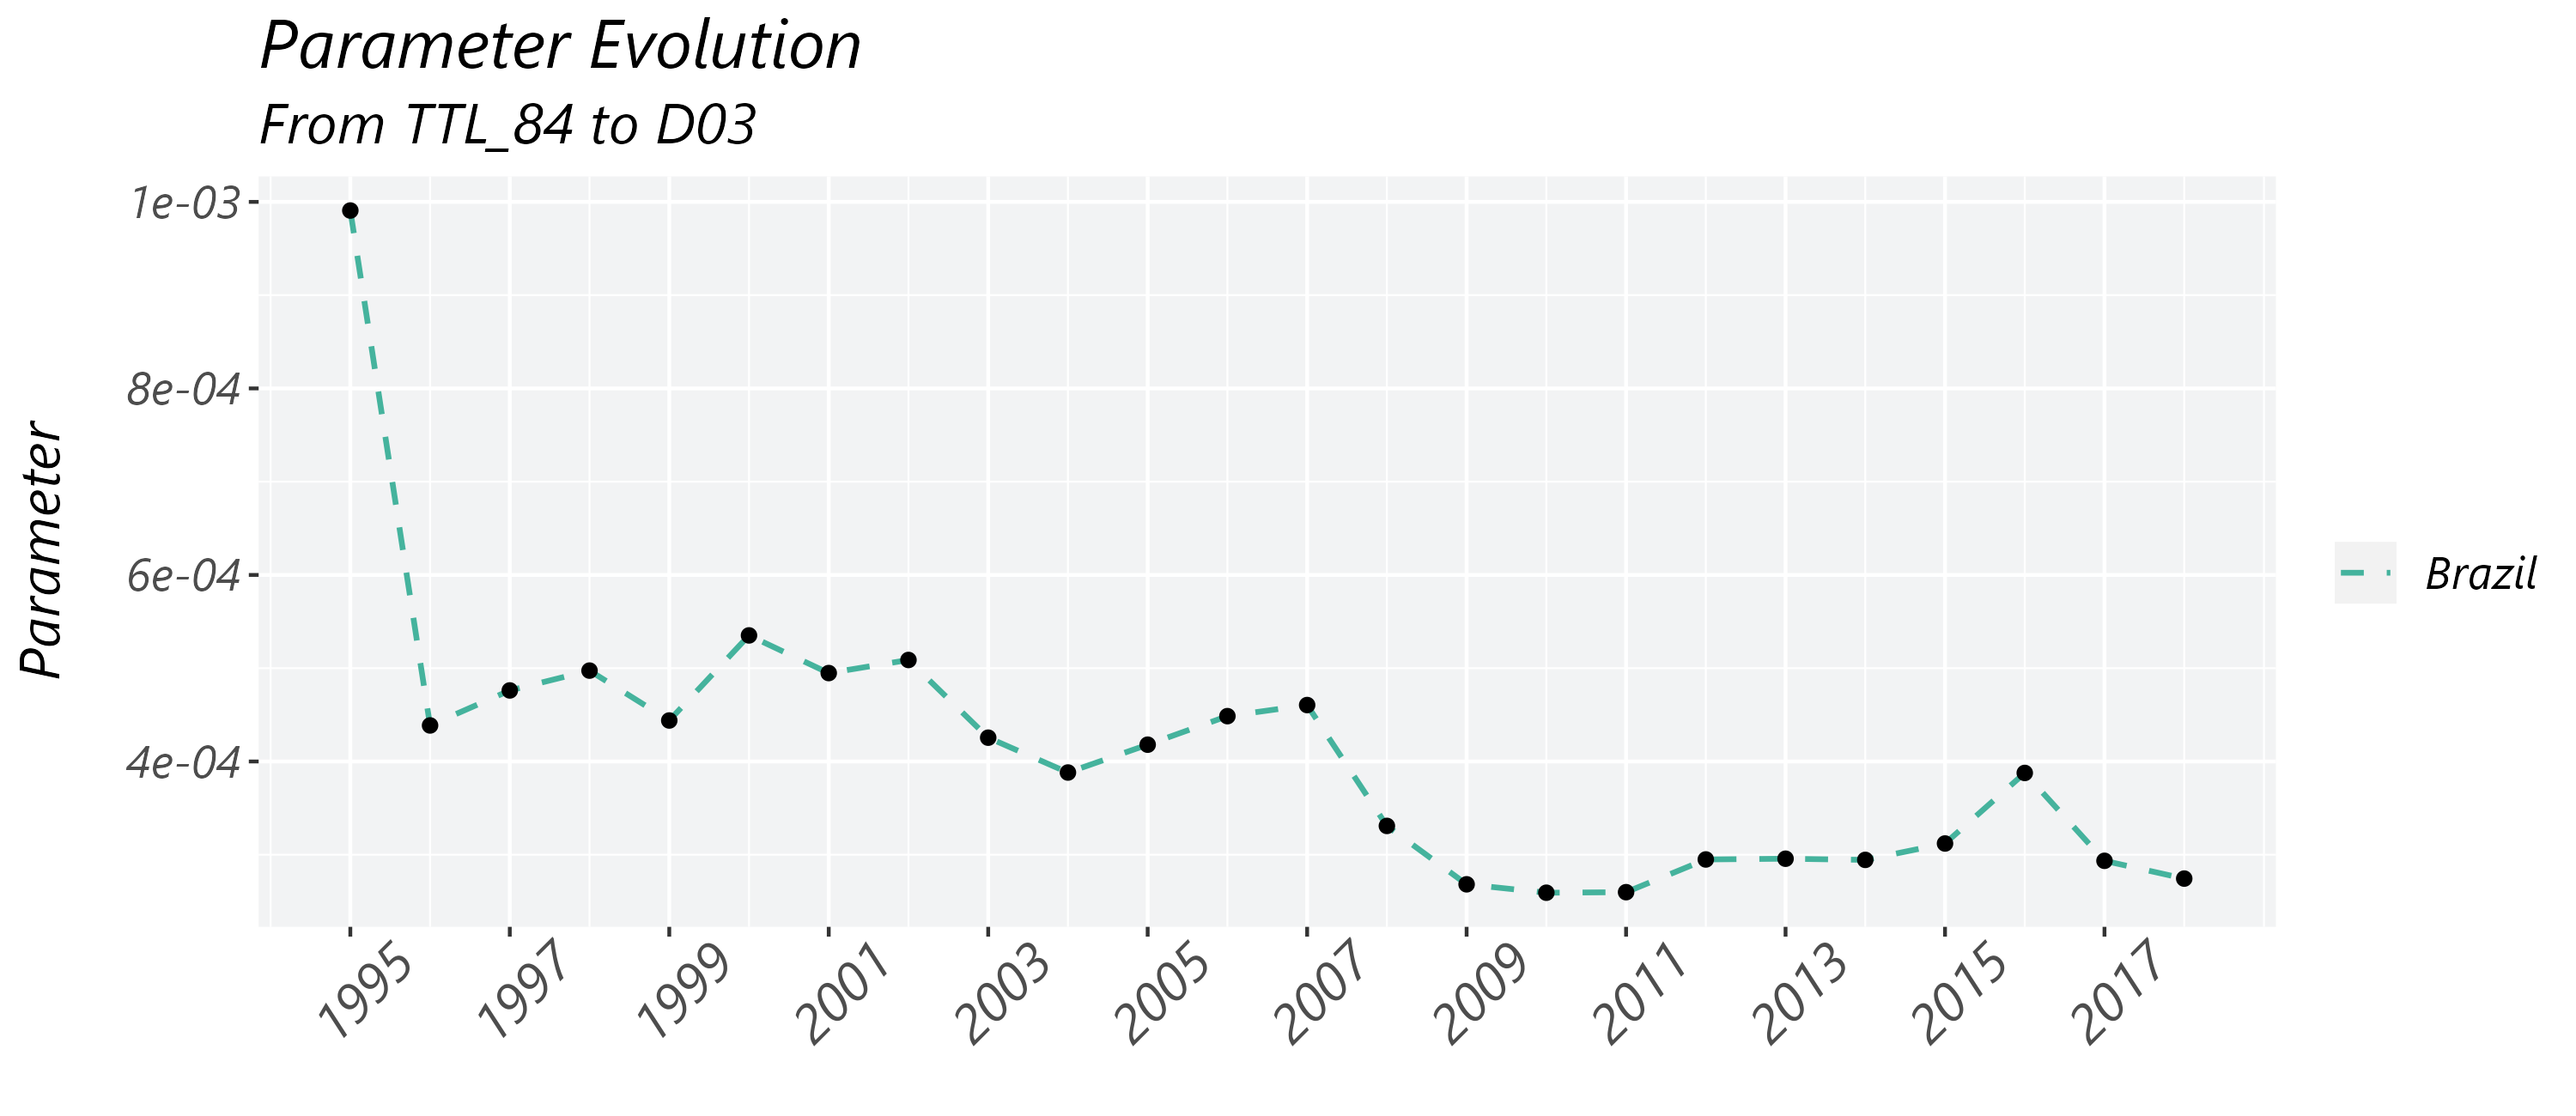 Parameter Evolution
From TTL_84 to D03
Parameter
1e-03
8e-04
6e-04
4e-04
1995
1997
1999
2001
2003
2005
2007
2009
2011
2013
2015
2017
Brazil